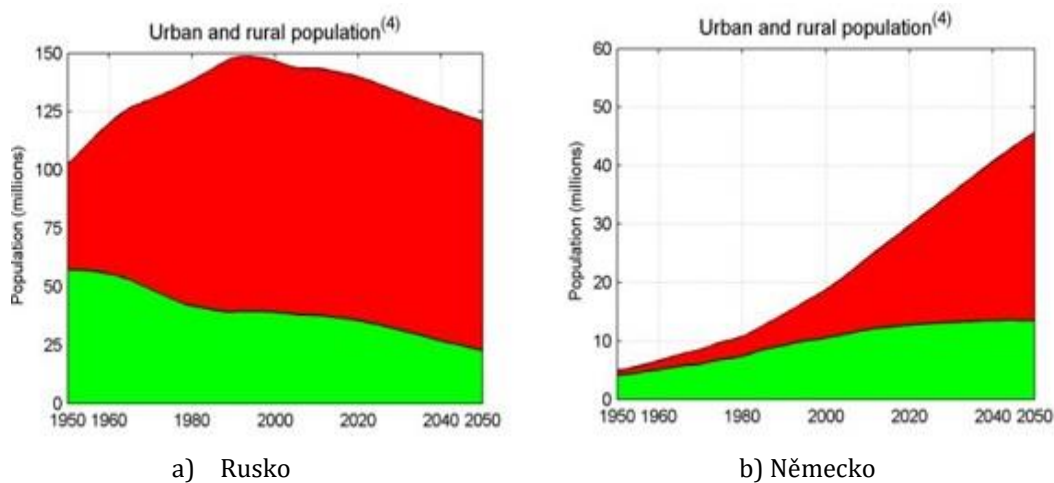 Urban and rural population(4)
Population (millions)
150
125
100
75
50
25
0
1950 1960 1980 2000 2020 2040 2050
a) Rusko
Urban and rural population(4)
Population (millions)
60
50
40
30
20
10
0
1950 1960 1980 2000 2020 2040 2050
b) Německo